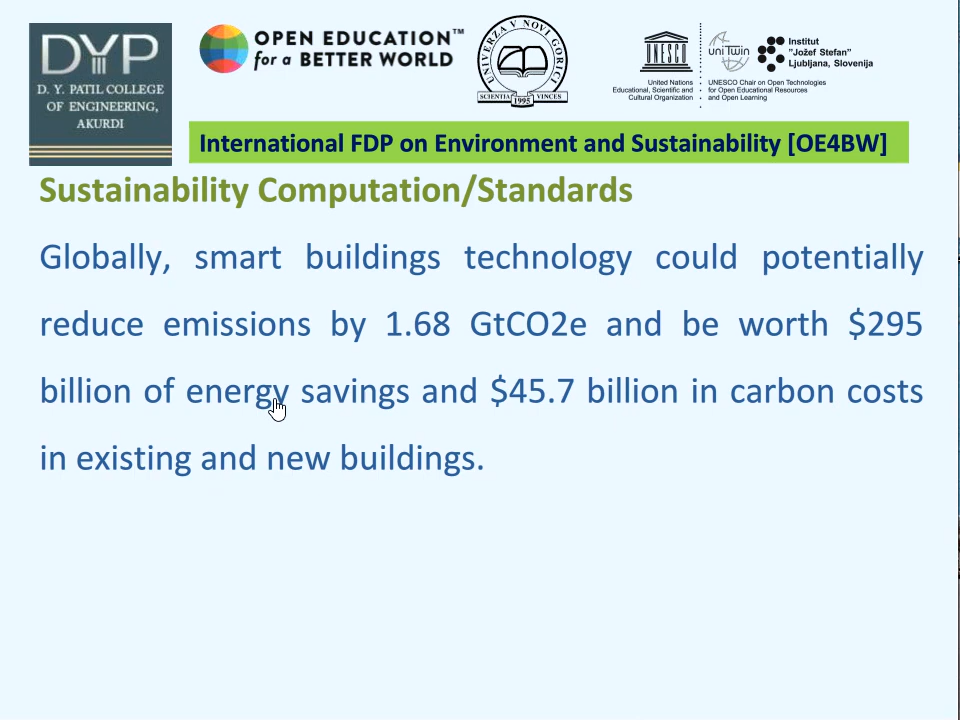 DYP
D. Y. PATIL COLLEGE
OF ENGINEERING,
AKURDI
OPEN EDUCATION™
for a BETTER WORLD
UNIVERZA V NOVI GORICI
SCIENTIA VINCES
1995
UNESCO
United Nations
Educational, Scientific and
Cultural Organization
uniTwin
Institut
"Jožef Stefan"
Ljubljana, Slovenija
UNESCO Chair on Open Technologies
for Open Educational Resources
and Open Learning
International FDP on Environment and Sustainability [OE4BW]
Sustainability Computation/Standards
Globally, smart buildings technology could potentially
reduce emissions by 1.68 GtCO2e and be worth $295
billion of energy savings and $45.7 billion in carbon costs
in existing and new buildings.